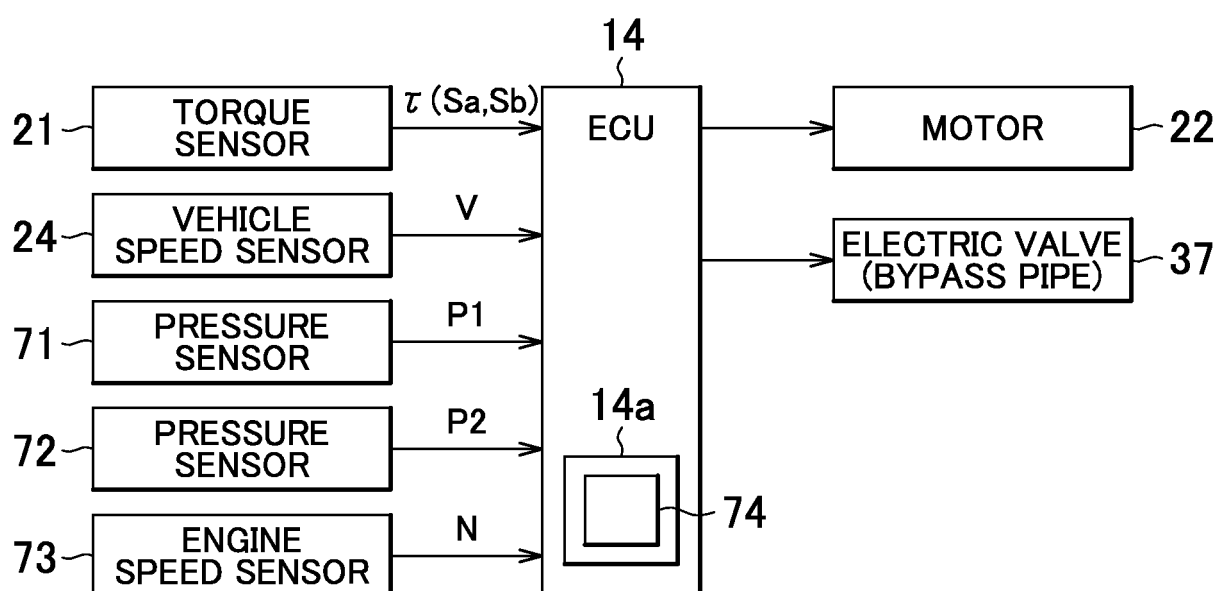 14
21
TORQUE
SENSOR
τ (Sa,Sb)
ECU
MOTOR
22
24
VEHICLE
SPEED SENSOR
V
ELECTRIC VALVE
(BYPASS PIPE)
37
71
PRESSURE
SENSOR
P1
72
PRESSURE
SENSOR
P2
14a
74
73
ENGINE
SPEED SENSOR
N